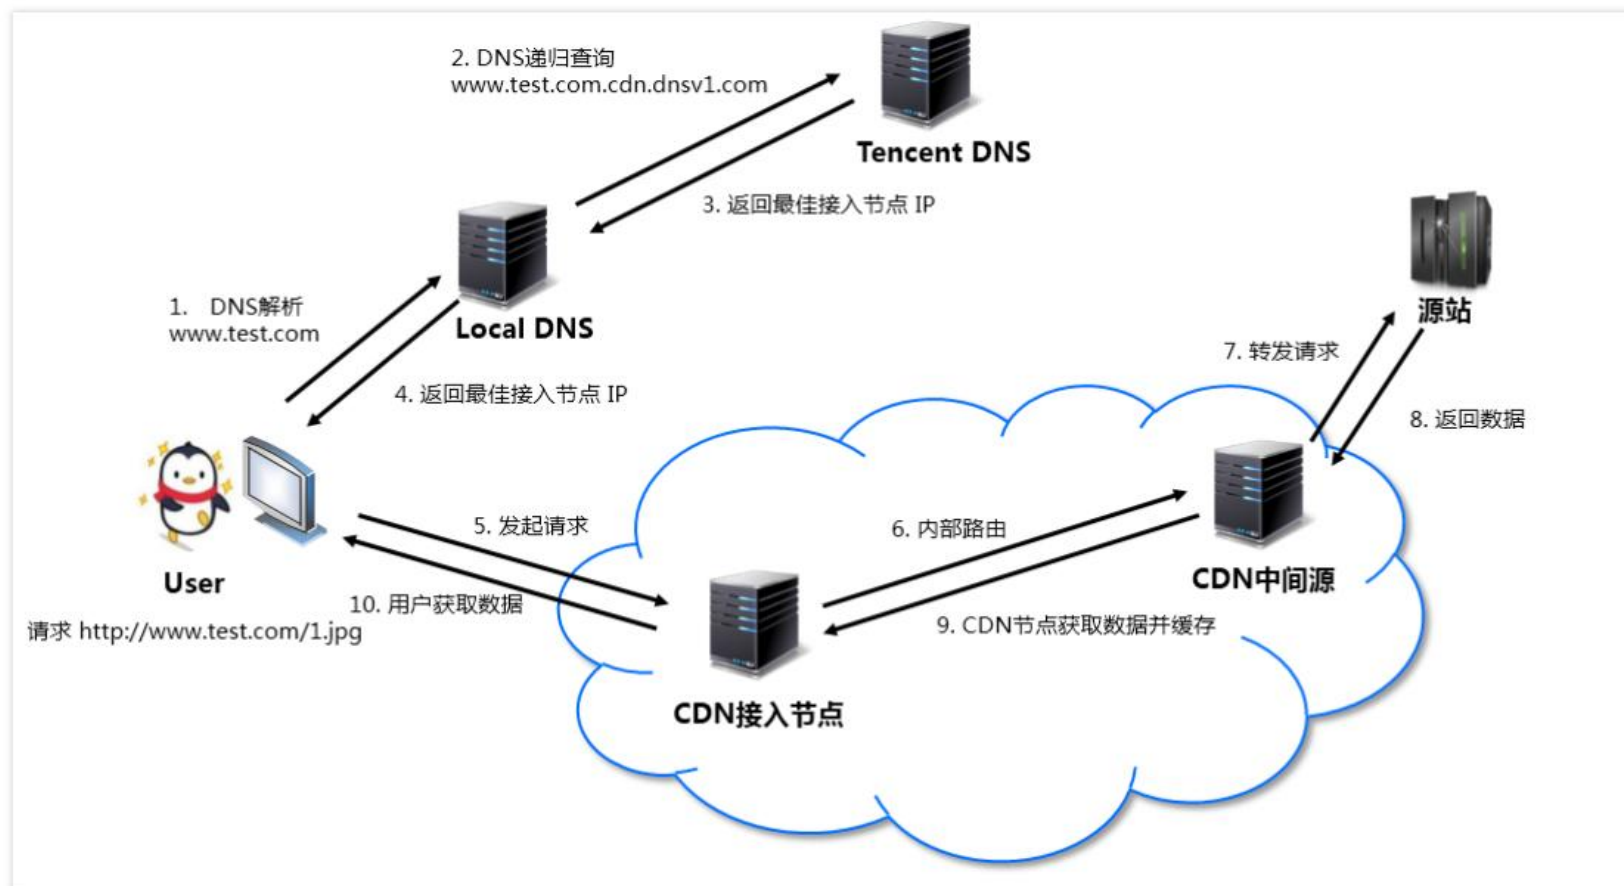 2. DNS递归查询
www.test.com.cdn.dnsv1.com
Tencent DNS
3. 返回最佳接入节点 IP
1. DNS解析
www.test.com
Local DNS
4. 返回最佳接入节点 IP
源站
7. 转发请求
8. 返回数据
5. 发起请求
6. 内部路由
User
CDN中间源
10. 用户获取数据
9. CDN节点获取数据并缓存
请求 http://www.test.com/1.jpg
CDN接入节点